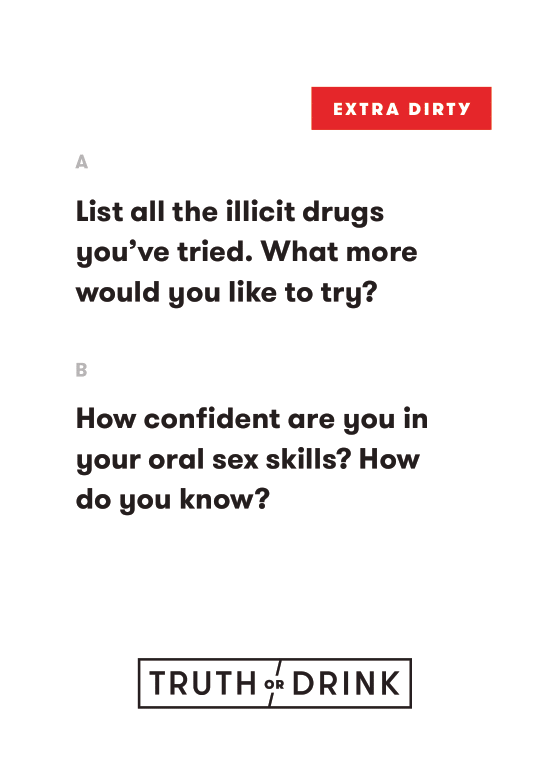 EXTRA DIRTY
A
List all the illicit drugs
you’ve tried. What more
would you like to try?
B
How confident are you in
your oral sex skills? How
do you know?
TRUTH OR DRINK